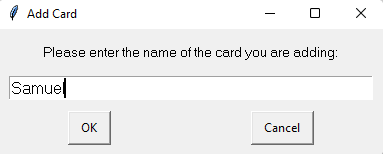 Add Card
Please enter the name of the card you are adding:
Samuel
OK Cancel